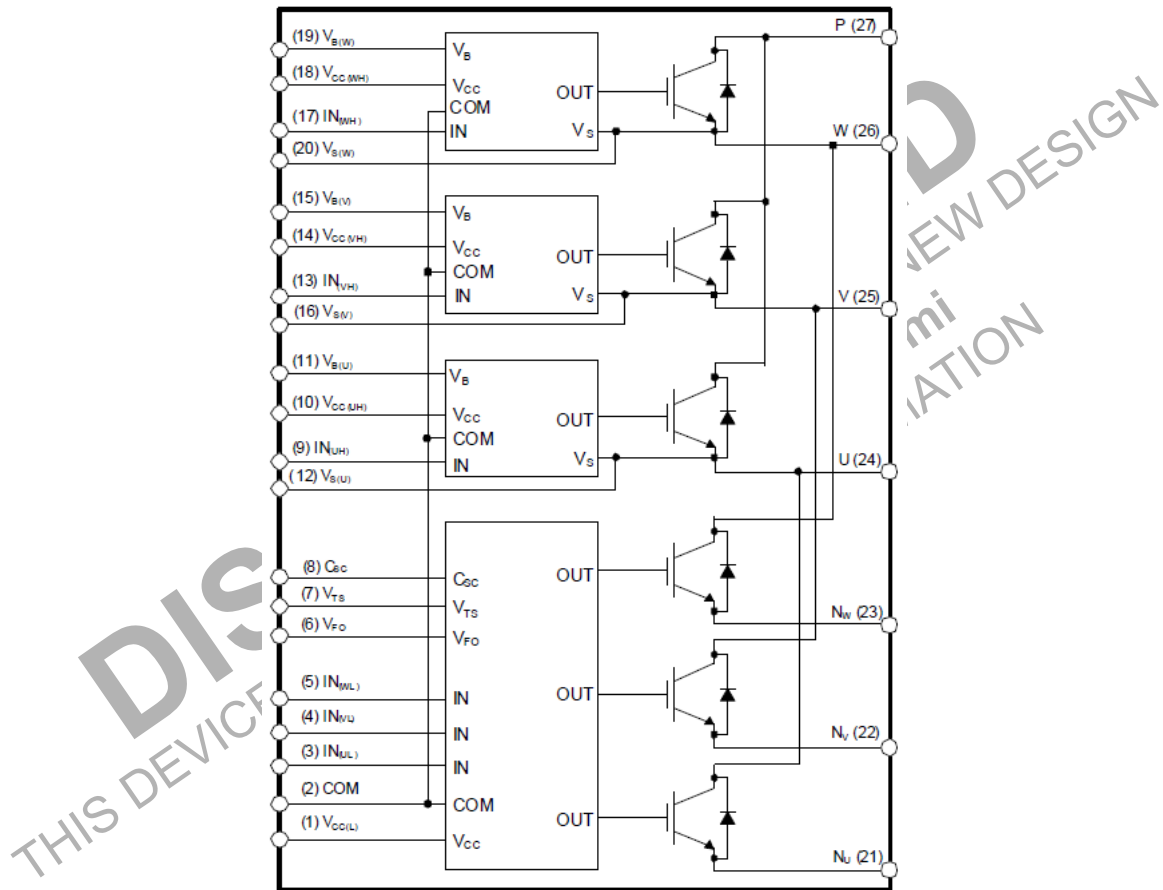 (19) VB(W)
(18) VCC(WH)
(17) IN(WH)
(20) VS(W)
VB
VCC
COM
IN
OUT
VS
P (27)
W (26)
(15) VB(V)
(14) VCC(VH)
(13) IN(VH)
(16) VS(V)
VB
VCC
COM
IN
OUT
VS
V (25)
(11) VB(U)
(10) VCC(UH)
(9) IN(UH)
(12) VS(U)
VB
VCC
COM
IN
OUT
VS
U (24)
(8) CSC
(7) VTS
(6) VFO
(5) IN(WL)
(4) IN(VL)
(3) IN(UL)
(2) COM
(1) VCC(L)
CSC
VTS
VFO
IN
IN
IN
COM
VCC
OUT
OUT
OUT
NW (23)
NV (22)
NU (21)
DIS
D
THIS DEVICE
NEW DESIGN